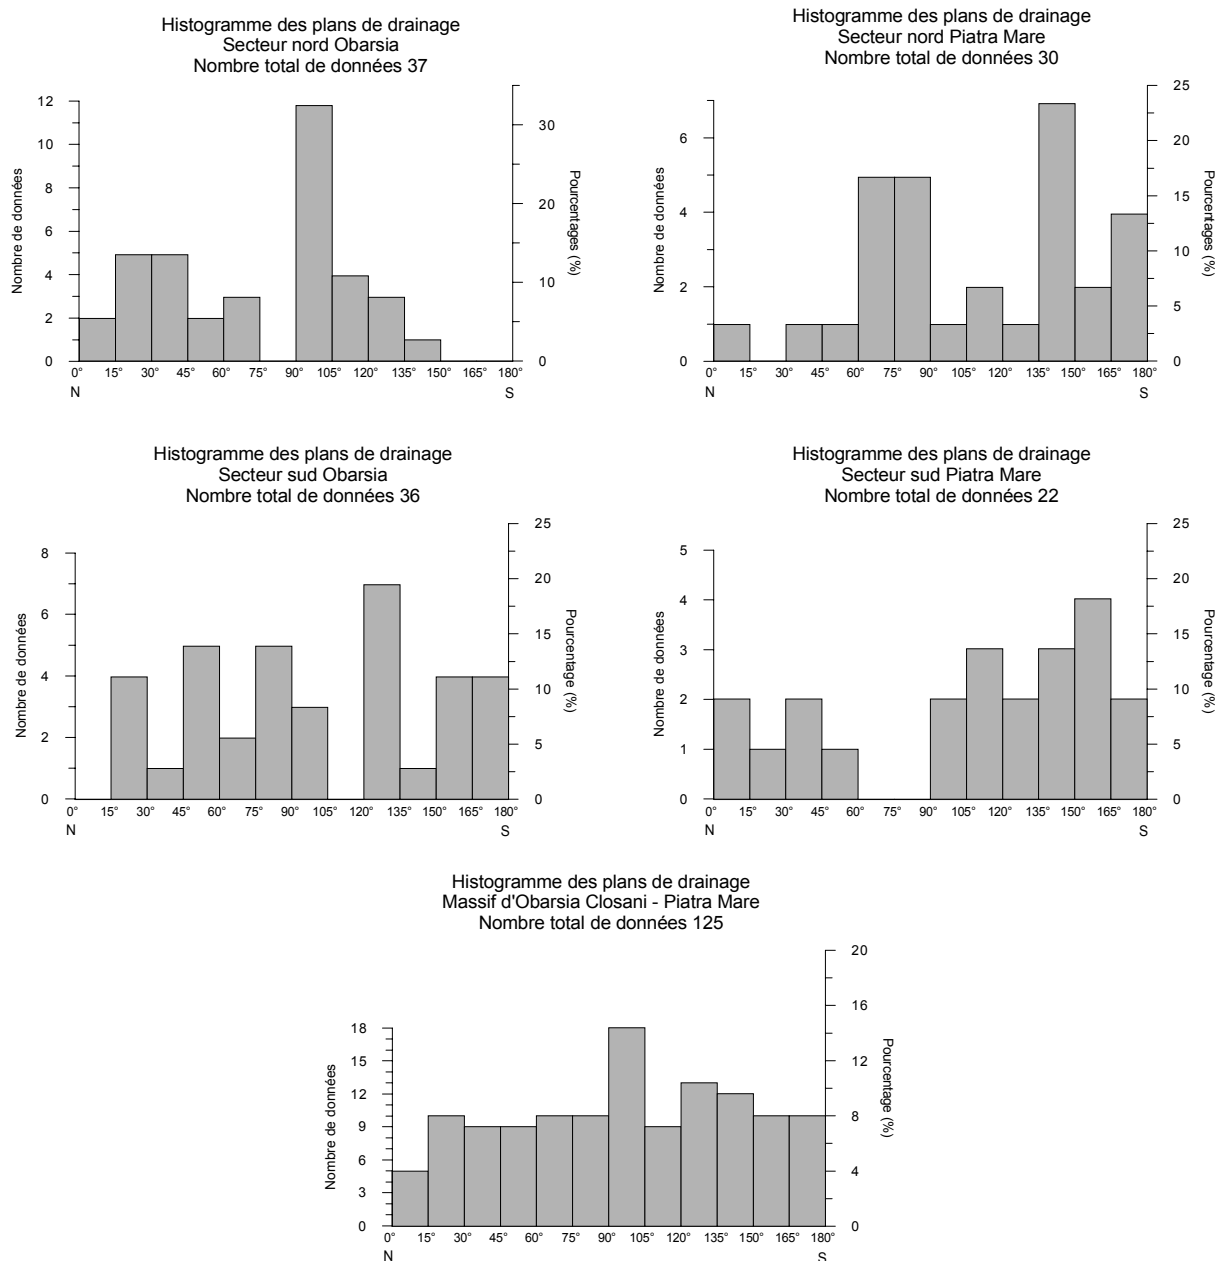 Histogramme des plans de drainage
Secteur nord Obarsia
Nombre total de données 37
Nombre de données
12
10
8
6
4
2
0
30
20
10
0
Pourcentages (%)
0° 15° 30° 45° 60° 75° 90° 105° 120° 135° 150° 165° 180°
N S
Histogramme des plans de drainage
Secteur nord Piatra Mare
Nombre total de données 30
Nombre de données
6
4
2
0
25
20
15
10
5
0
Pourcentages (%)
0° 15° 30° 45° 60° 75° 90° 105° 120° 135° 150° 165° 180°
N S
Histogramme des plans de drainage
Secteur sud Obarsia
Nombre total de données 36
Nombre de données
8
6
4
2
0
25
20
15
10
5
0
Pourcentage (%)
0° 15° 30° 45° 60° 75° 90° 105° 120° 135° 150° 165° 180°
N S
Histogramme des plans de drainage
Secteur sud Piatra Mare
Nombre total de données 22
Nombre de données
5
4
3
2
1
0
25
20
15
10
5
0
Pourcentage (%)
0° 15° 30° 45° 60° 75° 90° 105° 120° 135° 150° 165° 180°
N S
Histogramme des plans de drainage
Massif d'Obarsia Closani - Piatra Mare
Nombre total de données 125
Nombre de données
18
15
12
9
6
3
0
20
16
12
8
4
0
Pourcentage (%)
0° 15° 30° 45° 60° 75° 90° 105° 120° 135° 150° 165° 180°
N S